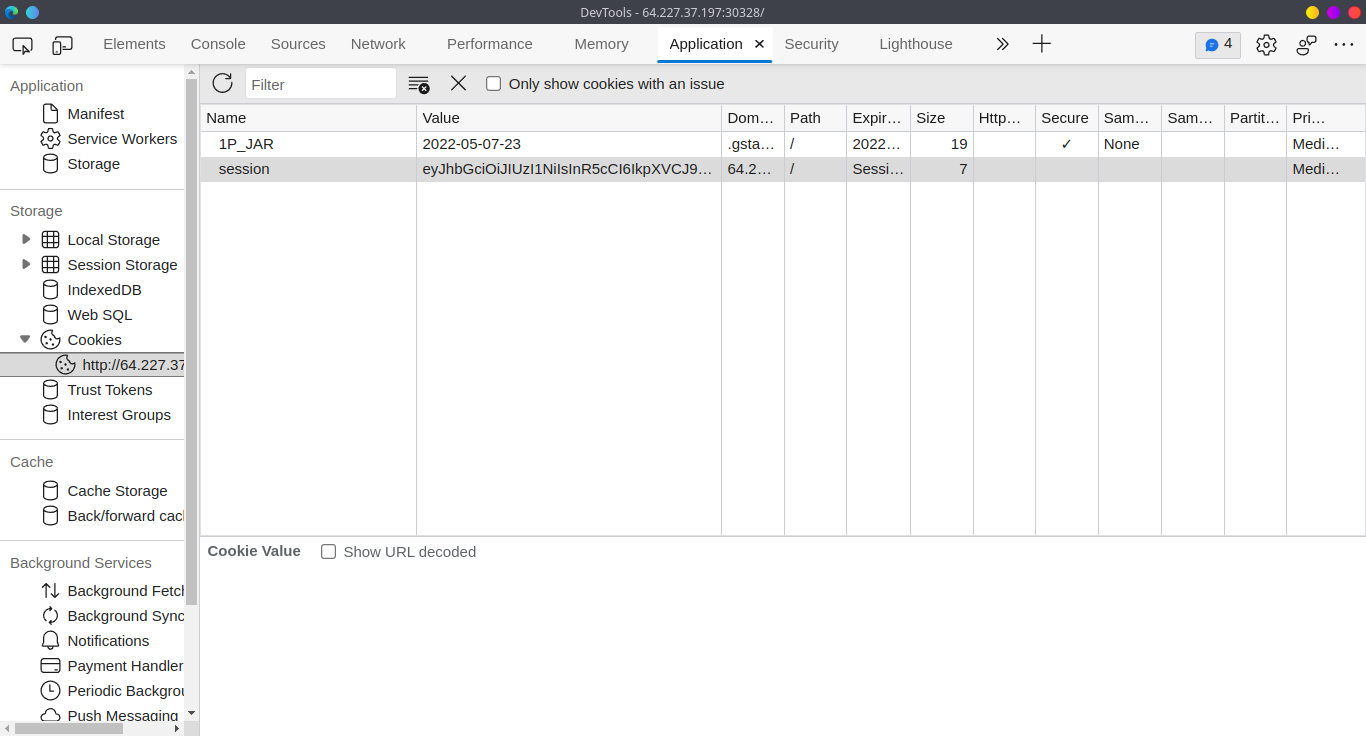 DevTools - 64.227.37.197:30328/
Elements Console Sources Network Performance Memory Application Security Lighthouse 4
Application
Manifest
Service Workers
Storage
Storage
Local Storage
Session Storage
IndexedDB
Web SQL
Cookies
http://64.227.37
Trust Tokens
Interest Groups
Cache
Cache Storage
Back/forward cac
Background Services
Background Fetch
Background Sync
Notifications
Payment Handler
Periodic Backgrou
Push Messaging
Filter Only show cookies with an issue
Name Value Dom… Path Expir… Size Http… Secure Sam… Sam… Partit… Pri…
1P_JAR 2022-05-07-23 .gsta… / 2022… 19 ✓ None Medi…
session eyJhbGciOiJIUzI1NiIsInR5cCI6IkpXVCJ9… 64.2… / Sessi… 7 Medi…
Cookie Value Show URL decoded